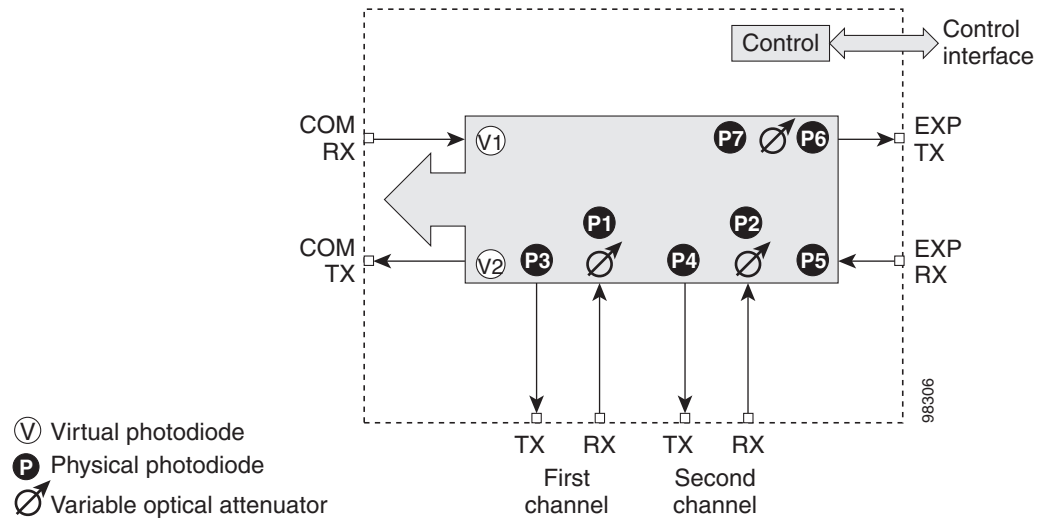 Control
Control
interface
COM
RX
V1
P7
P6
EXP
TX
P1
P2
COM
TX
V2
P3
P4
P5
EXP
RX
98306
TX
RX
TX
RX
First
channel
Second
channel
V Virtual photodiode
P Physical photodiode
Variable optical attenuator